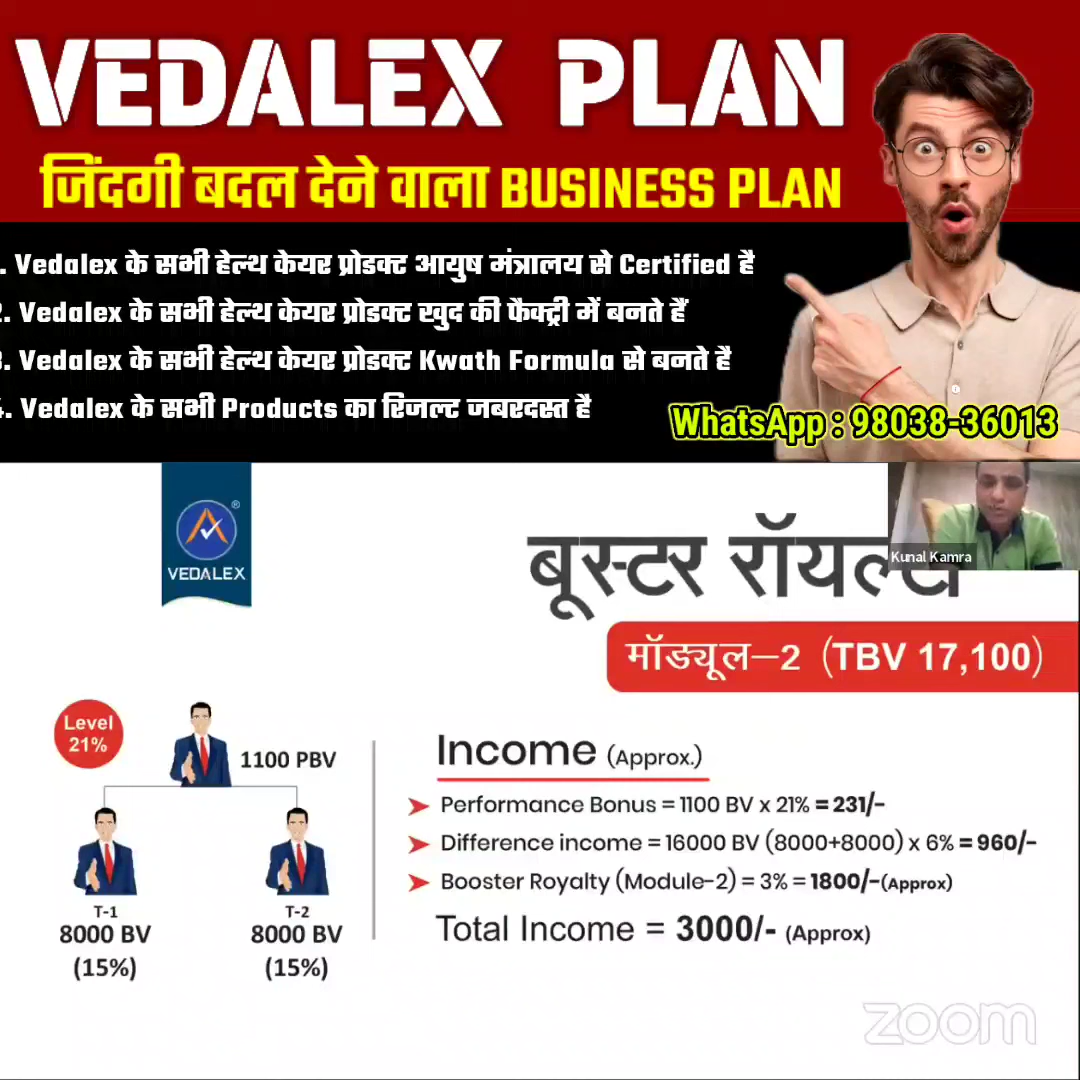 VEDALEX PLAN
जिंदगी बदल देने वाला BUSINESS PLAN
. Vedalex के सभी हेल्थ केयर प्रोडक्ट आयुष मंत्रालय से Certified है
2. Vedalex के सभी हेल्थ केयर प्रोडक्ट खुद की फैक्ट्री में बनते हैं
. Vedalex के सभी हेल्थ केयर प्रोडक्ट Kwath Formula से बनते है
. Vedalex के सभी Products का रिजल्ट जबरदस्त है
WhatsApp : 98038-36013
VEDALEX
®
बूस्टर
Kunal Kamra
मॉड्यूल–2 (TBV 17,100)
Level
21%
1100 PBV
T-1
8000 BV
(15%)
T-2
8000 BV
(15%)
Income (Approx.)
Performance Bonus = 1100 BV x 21% = 231/-
Difference income = 16000 BV (8000+8000) x 6% = 960/-
Booster Royalty (Module-2) = 3% = 1800/-(Approx)
Total Income = 3000/- (Approx)
zoom